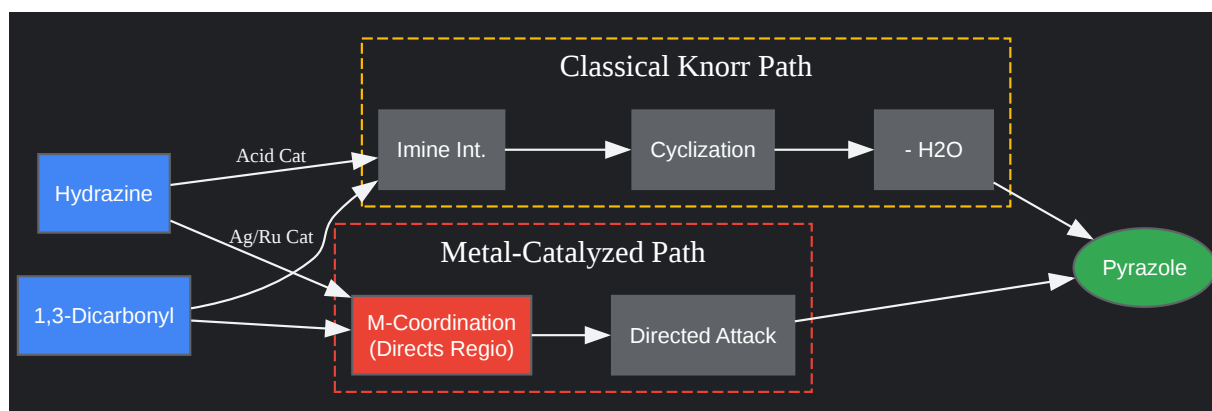 Classical Knorr Path
Acid Cat
Imine Int.
Cyclization
- H2O
Hydrazine
Ag/Ru Cat
Metal-Catalyzed Path
Pyrazole
1,3-Dicarbonyl
M-Coordination
(Directs Regio)
Directed Attack